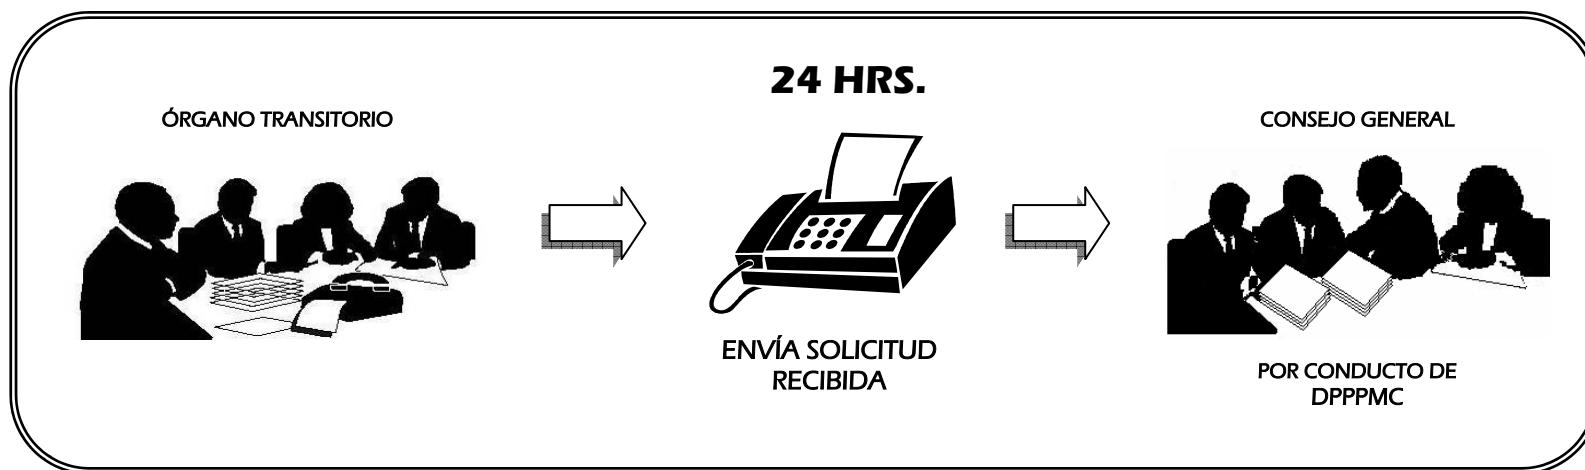 ÓRGANO TRANSITORIO
24 HRS.
ENVÍA SOLICITUD
RECIBIDA
CONSEJO GENERAL
POR CONDUCTO DE
DPPPMC